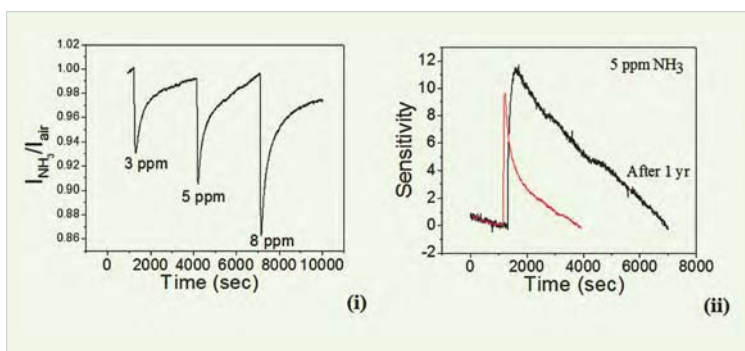 1.02
1.00
0.98
0.96
0.94
0.92
0.90
0.88
0.86
I_NH₃/I_air
3 ppm
5 ppm
8 ppm
0 2000 4000 6000 8000 10000
Time (sec)
(i)
12
10
8
6
4
2
0
-2
Sensitivity
5 ppm NH₃
After 1 yr
0 2000 4000 6000 8000
Time (sec)
(ii)